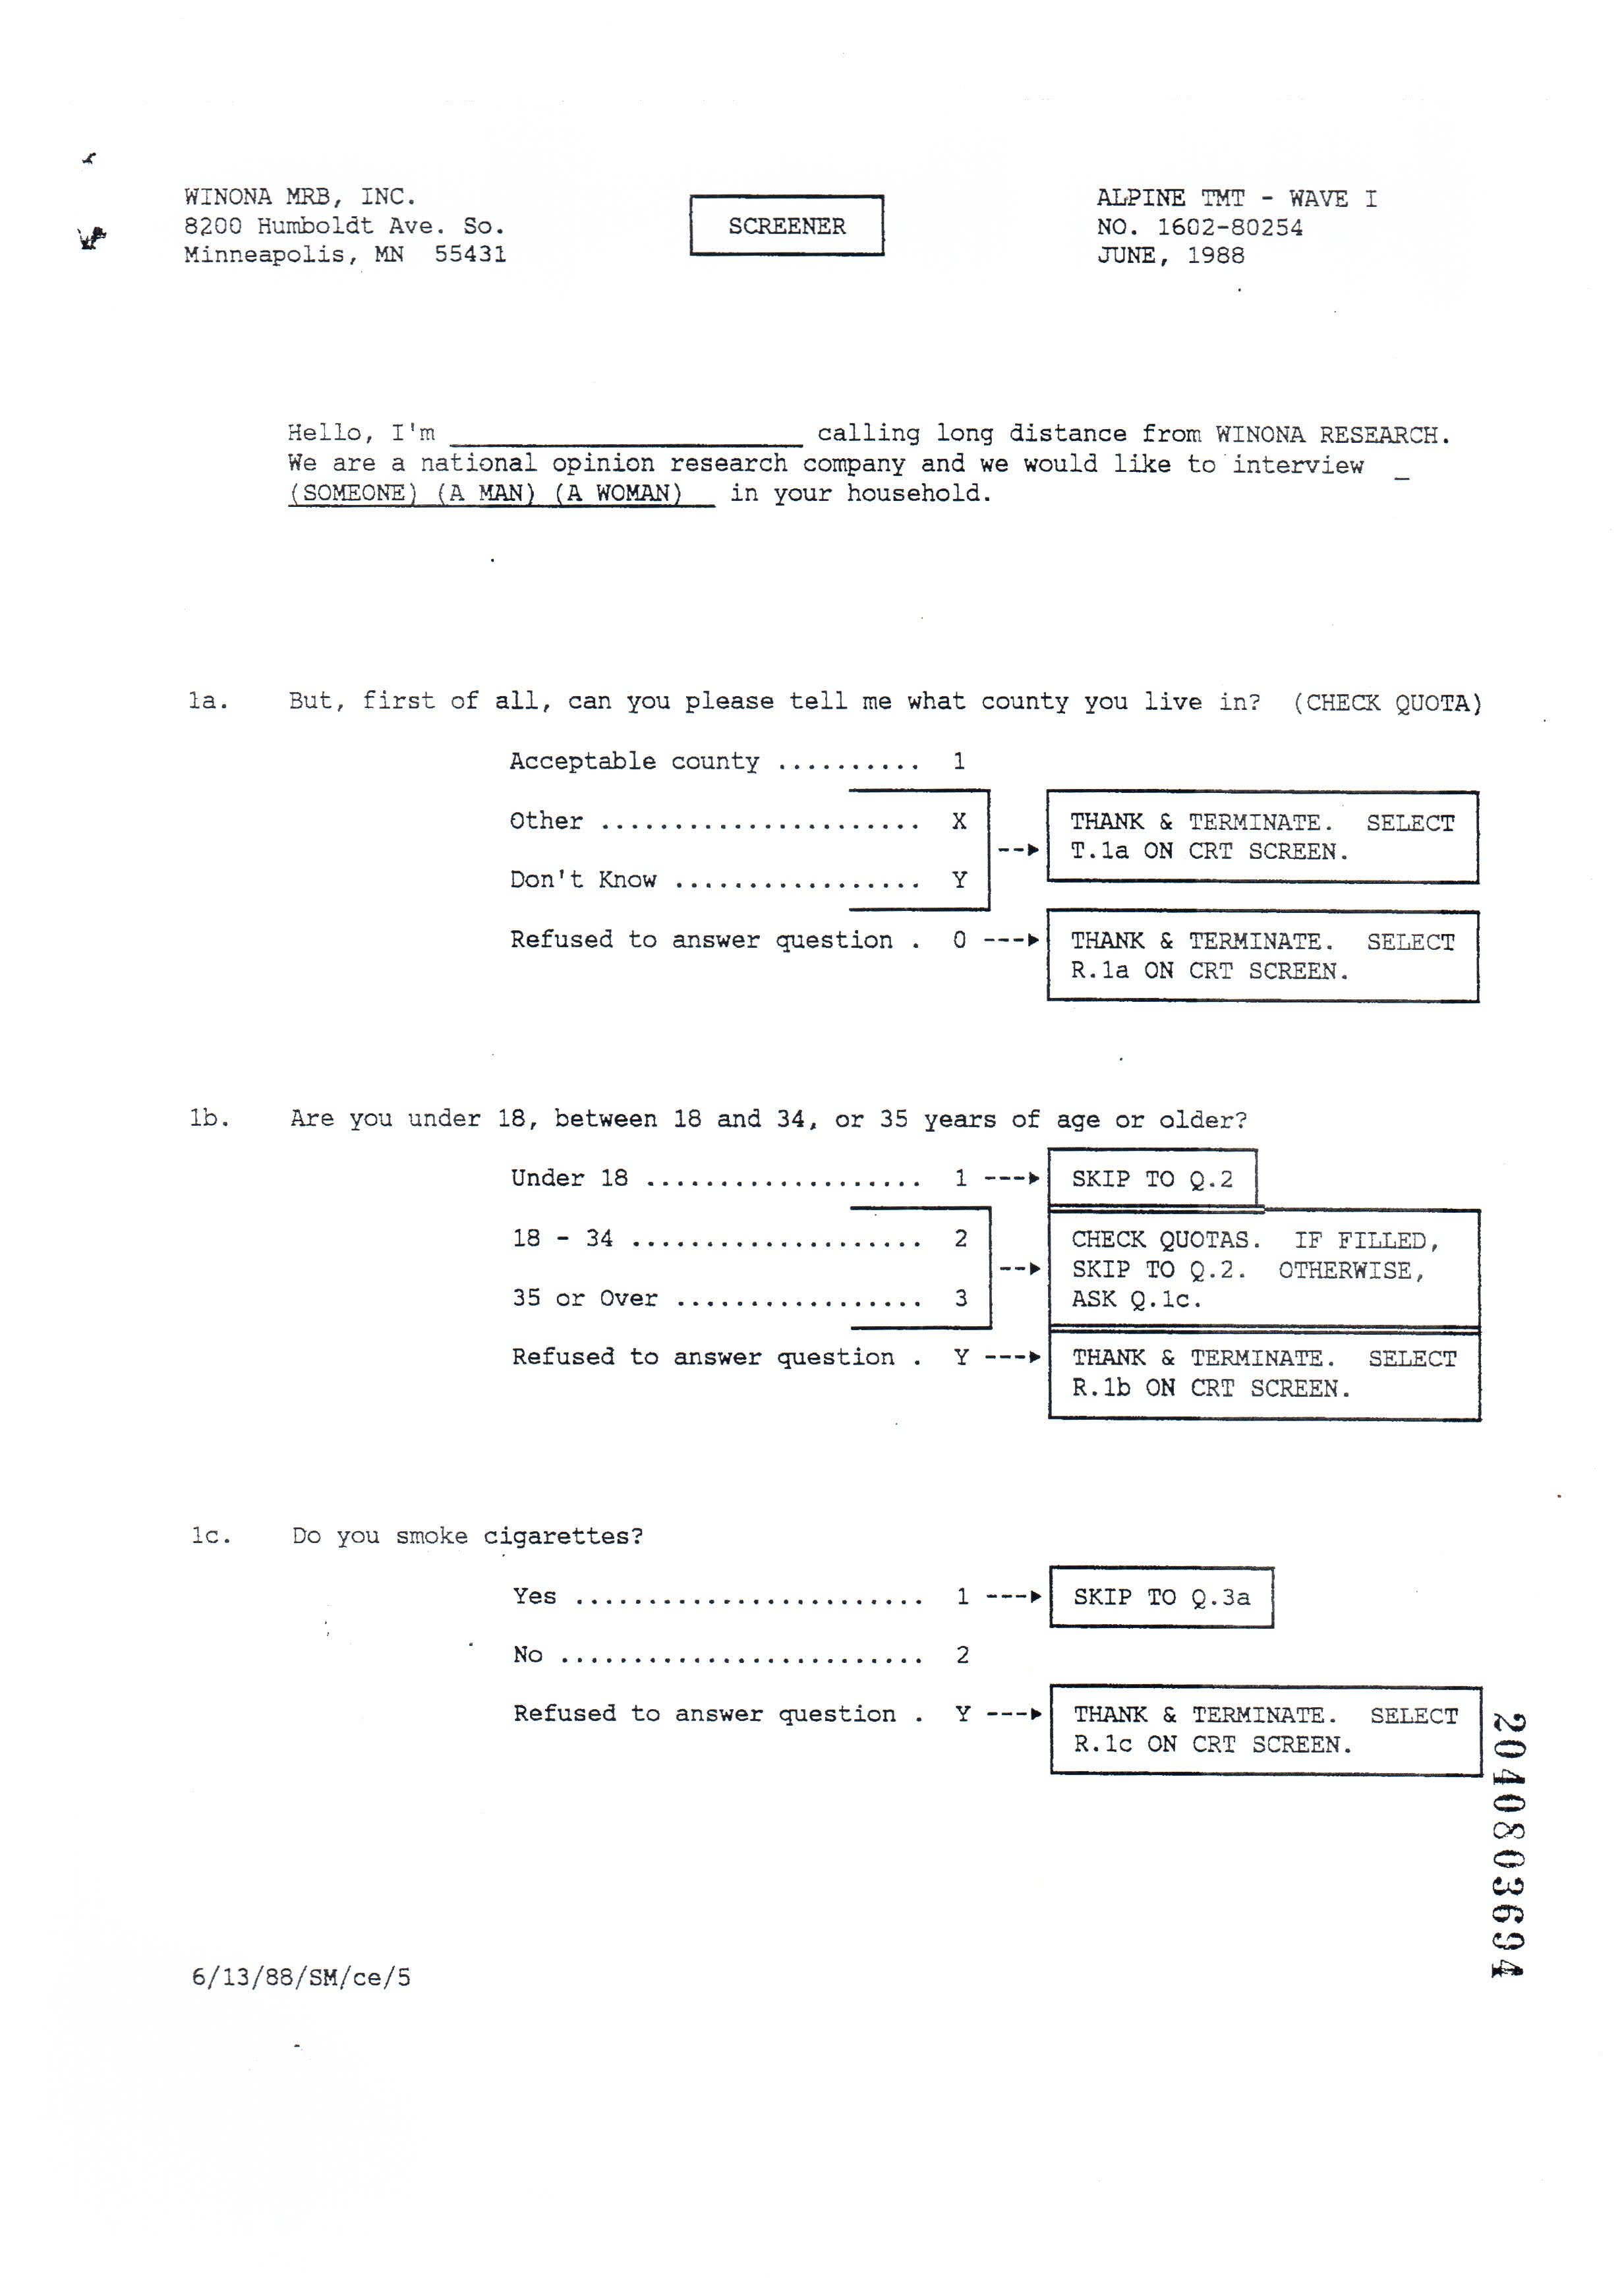 WINONA MRB, INC.
8200 Humboldt Ave. So.
Minneapolis, MN  55431
SCREENER
ALPINE TMT - WAVE I
NO. 1602-80254
JUNE, 1988
Hello, I'm ________________________ calling long distance from WINONA RESEARCH.
We are a national opinion research company and we would like to interview _
(SOMEONE) (A MAN) (A WOMAN)   in your household.
1a.    But, first of all, can you please tell me what county you live in?  (CHECK QUOTA)
Acceptable county ..........  1
Other ......................  X
Don't Know .................  Y
THANK & TERMINATE.  SELECT
T.1a ON CRT SCREEN.
Refused to answer question .  0 --->
THANK & TERMINATE.  SELECT
R.1a ON CRT SCREEN.
1b.    Are you under 18, between 18 and 34, or 35 years of age or older?
Under 18 ...................  1 ---> SKIP TO Q.2
18 - 34 ....................  2
35 or Over .................  3
CHECK QUOTAS.  IF FILLED,
SKIP TO Q.2.  OTHERWISE,
ASK Q.1c.
Refused to answer question .  Y --->
THANK & TERMINATE.  SELECT
R.1b ON CRT SCREEN.
1c.    Do you smoke cigarettes?
Yes ........................  1 ---> SKIP TO Q.3a
No .........................  2
Refused to answer question .  Y --->
THANK & TERMINATE.  SELECT
R.1c ON CRT SCREEN.
2040803694
6/13/88/SM/ce/5